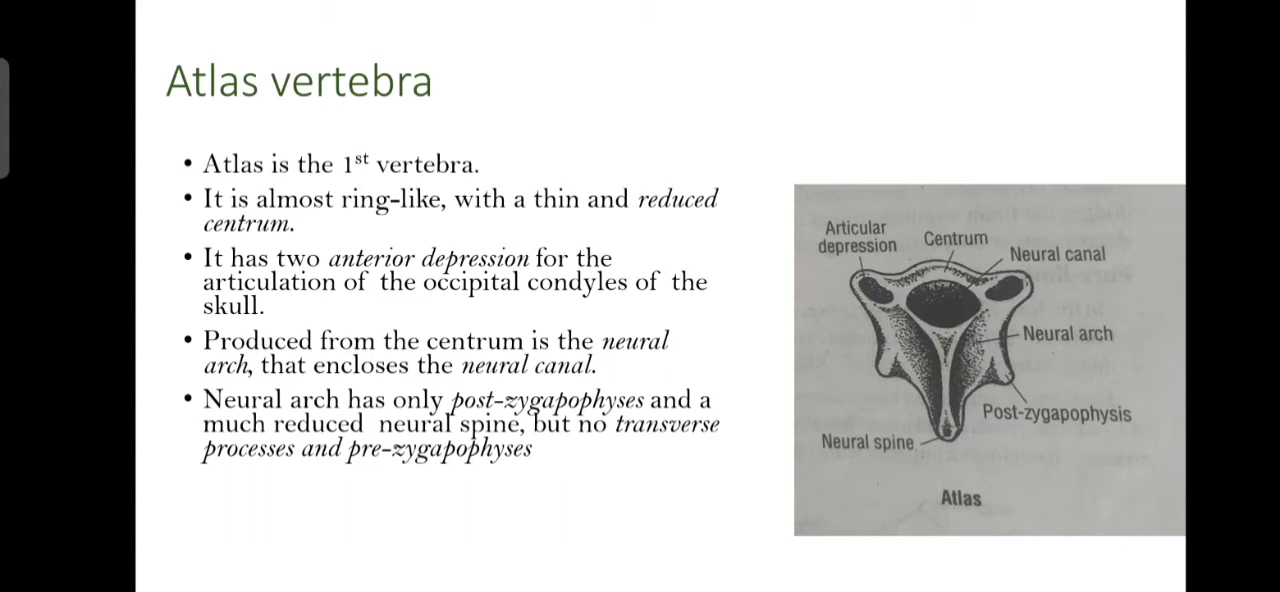 Atlas vertebra
• Atlas is the 1st vertebra.
• It is almost ring-like, with a thin and reduced
centrum.
• It has two anterior depression for the
articulation of the occipital condyles of the
skull.
• Produced from the centrum is the neural
arch, that encloses the neural canal.
• Neural arch has only post-zygapophyses and a
much reduced neural spine, but no transverse
processes and pre-zygapophyses
Articular
depression
Centrum
Neural canal
Neural arch
Post-zygapophysis
Neural spine
Atlas